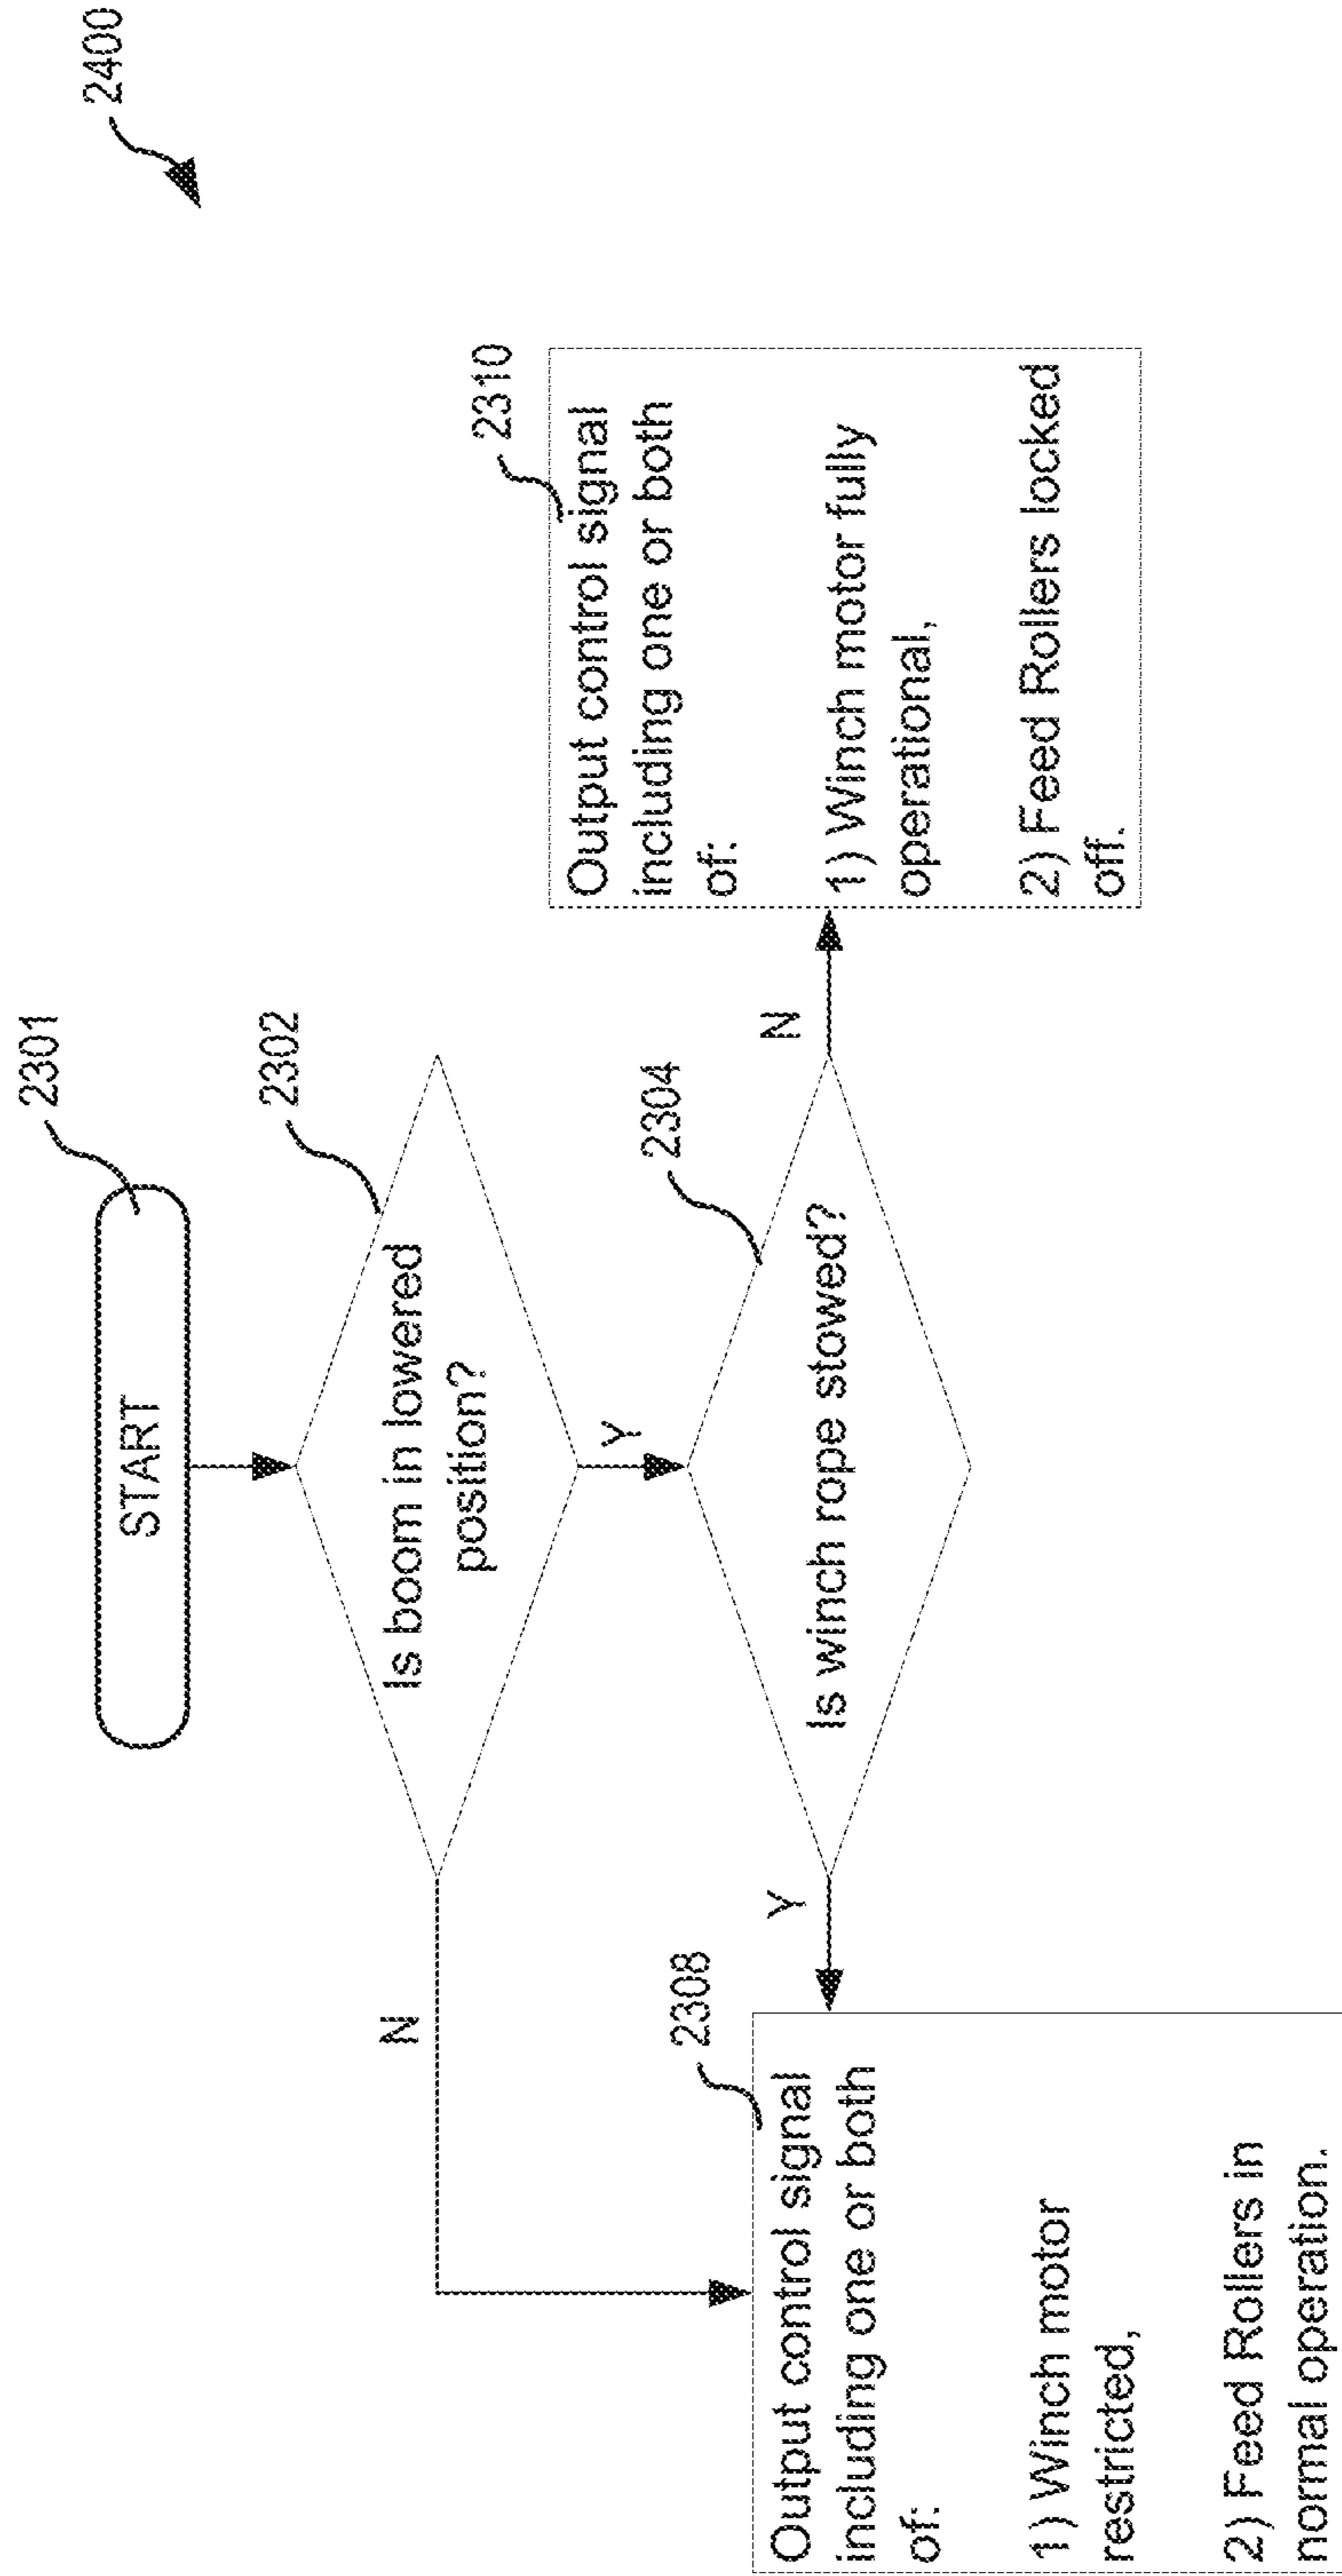 2400
2301
START
2302
Is boom in lowered
position?
N
Y
2304
Is winch rope stowed?
Y
N
2308
Output control signal
including one or both
of:
1) Winch motor
restricted,
2) Feed Rollers in
normal operation.
2310
Output control signal
including one or both
of:
1) Winch motor fully
operational,
2) Feed Rollers locked
off.